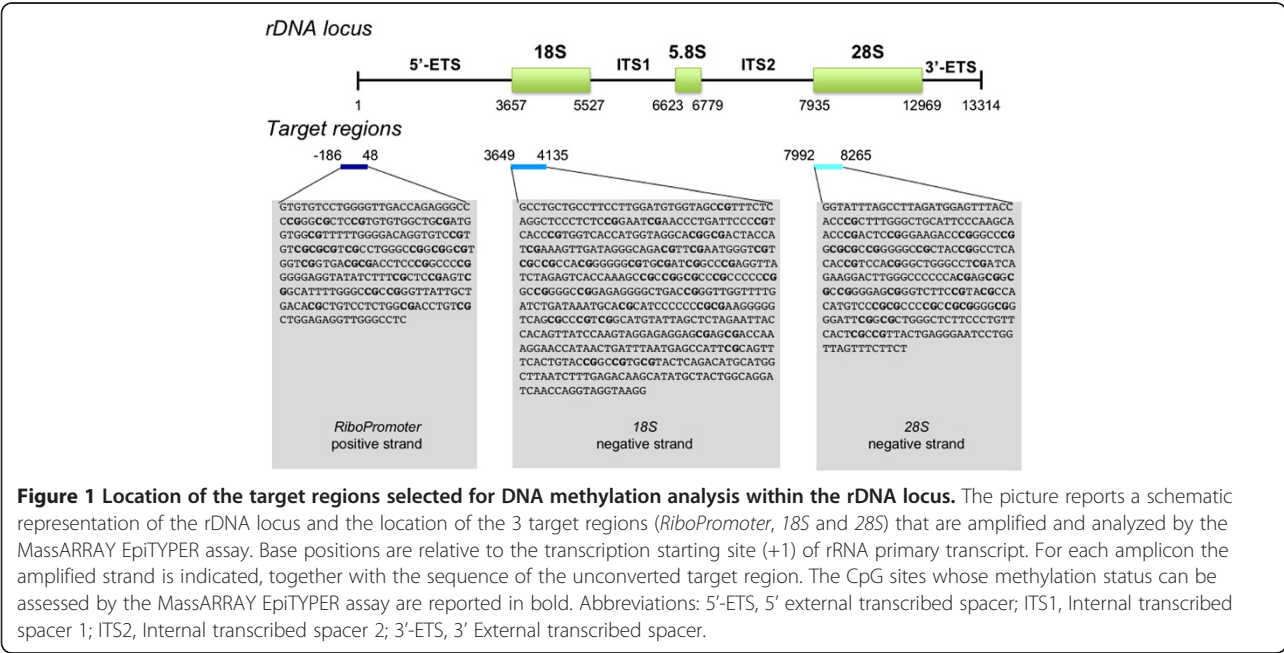 rDNA locus
5’-ETS 18S ITS1 5.8S ITS2 28S 3’-ETS
1 3657 5527 6623 6779 7935 12969 13314
Target regions
-186 48 3649 4135 7992 8265
GTGTGTCCTGGGGTTGACCAGAGGGCC
CCGGGCGCTCCGTGTGTGGCTGCGATG
GTGGCGTTTTTGGGGACAGGTGTCCGT
GTCGCGCGTCGCCTGGGCCGGCGGCGT
GGTCGGTGACGCGACCTCCCGGCCCCG
GGGGAGGTATATCTTTCGCTCCGAGTC
GGCATTTTGGGCCGCCGGGTTATTGCT
GACACGCTGTCCTCTGGCGACCTGTCG
CTGGAGAGGTTGGGCCTC
RiboPromoter
positive strand
GCCTGCTGCCTTCCTTGGATGTGGTAGCCGTTTCTC
AGGCTCCCTCTCCGGAATCGAACCCTGATTCCCCGT
CACCCGTGGTCACCATGGTAGGCACGGCGACTACCA
TCGAAAGTTGATAGGGCAGACGTTCGAATGGGTCGT
CGCCGCCACGGGGGGCGTGCGATCGGCCCGAGGTTA
TCTAGAGTCACCAAAGCCGCCGGCGCCCGCCCCCCG
GCCGGGGCCGGAGAGGGGCTGACCGGGTTGGTTTTG
ATCTGATAAATGCACGCATCCCCCCCGCGAAGGGGG
TCAGCGCCCGTCGGCATGTATTAGCTCTAGAATTAC
CACAGTTATCCAAGTAGGAGAGGAGCGAGCGACCAA
AGGAACCATAACTGATTTAATGAGCCATTCGCAGTTT
TCACTGTACCGGCCGTGCGTACTCAGACATGCATGG
CTTAATCTTTGAGACAAGCATATGCTACTGGCAGGA
TCAACCAGGTAGGTAAGG
18S
negative strand
GGTATTTAGCCTTAGATGGAGTTTACC
ACCCGCTTTGGGCTGCATTCCCAAGCA
ACCCGACTCCGGGAAGACCCGGGCCCG
GCGCGCCGGGGGCCGCTACCGGCCTCA
CACCGTCCACGGGCTGGGCCTCGATCA
GAAGGACTTGGGCCCCCCACGAGCGGC
GCCGGGGAGCGGGTCTTCCGTACGCCA
CATGTCCCGCGCCCCGCCGCGGGGCGG
GGATTCGGCGCTGGGCTCTTCCCTGTT
CACTCGCCGTTACTGAGGGAATCCTGG
TTAGTTTCTTCT
28S
negative strand
Figure 1 Location of the target regions selected for DNA methylation analysis within the rDNA locus. The picture reports a schematic
representation of the rDNA locus and the location of the 3 target regions (RiboPromoter, 18S and 28S) that are amplified and analyzed by the
MassARRAY EpiTYPER assay. Base positions are relative to the transcription starting site (+1) of rRNA primary transcript. For each amplicon the
amplified strand is indicated, together with the sequence of the unconverted target region. The CpG sites whose methylation status can be
assessed by the MassARRAY EpiTYPER assay are reported in bold. Abbreviations: 5’-ETS, 5’ external transcribed spacer; ITS1, Internal transcribed
spacer 1; ITS2, Internal transcribed spacer 2; 3’-ETS, 3’ External transcribed spacer.